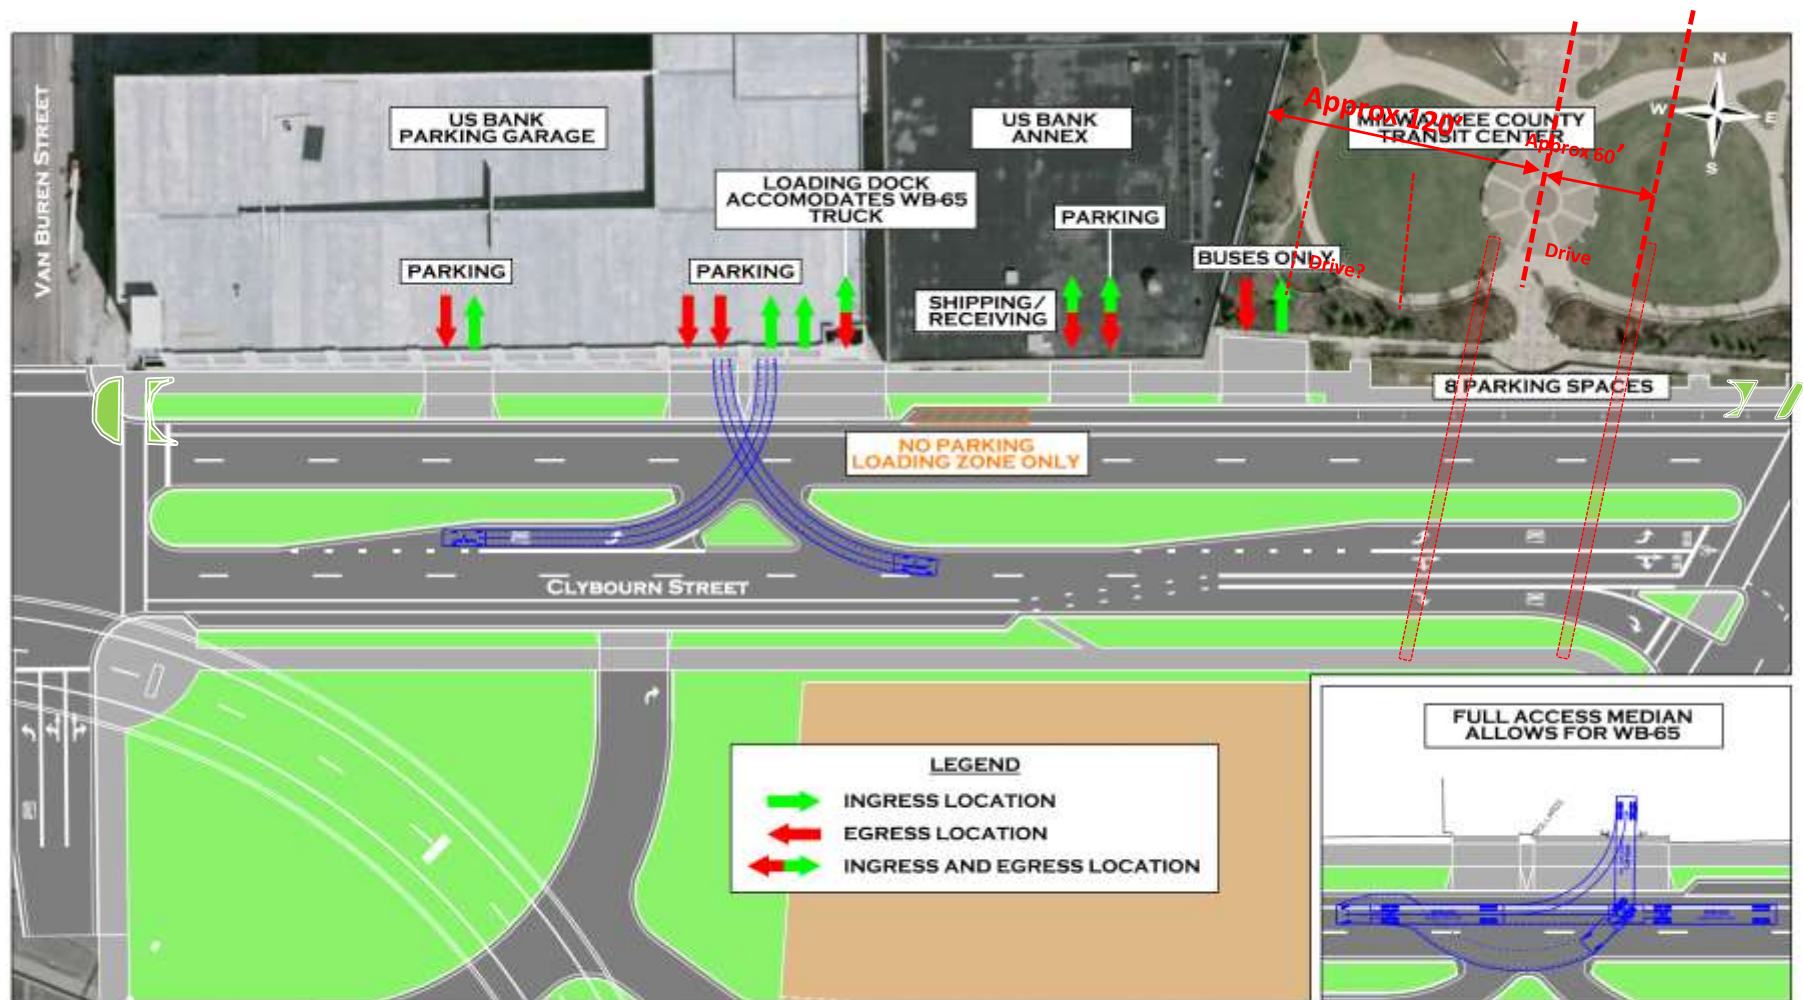 VAN BUREN STREET
US BANK
PARKING GARAGE
US BANK
ANNEX
Approx 120'
MILWAUKEE COUNTY
TRANSIT CENTER
Approx 60'
N
W
E
S
LOADING DOCK
ACCOMODATES WB-65
TRUCK
PARKING
PARKING
PARKING
BUSES ONLY
Drive?
Drive
SHIPPING/
RECEIVING
8 PARKING SPACES
NO PARKING
LOADING ZONE ONLY
CLYBOURN STREET
FULL ACCESS MEDIAN
ALLOWS FOR WB-65
LEGEND
INGRESS LOCATION
EGRESS LOCATION
INGRESS AND EGRESS LOCATION